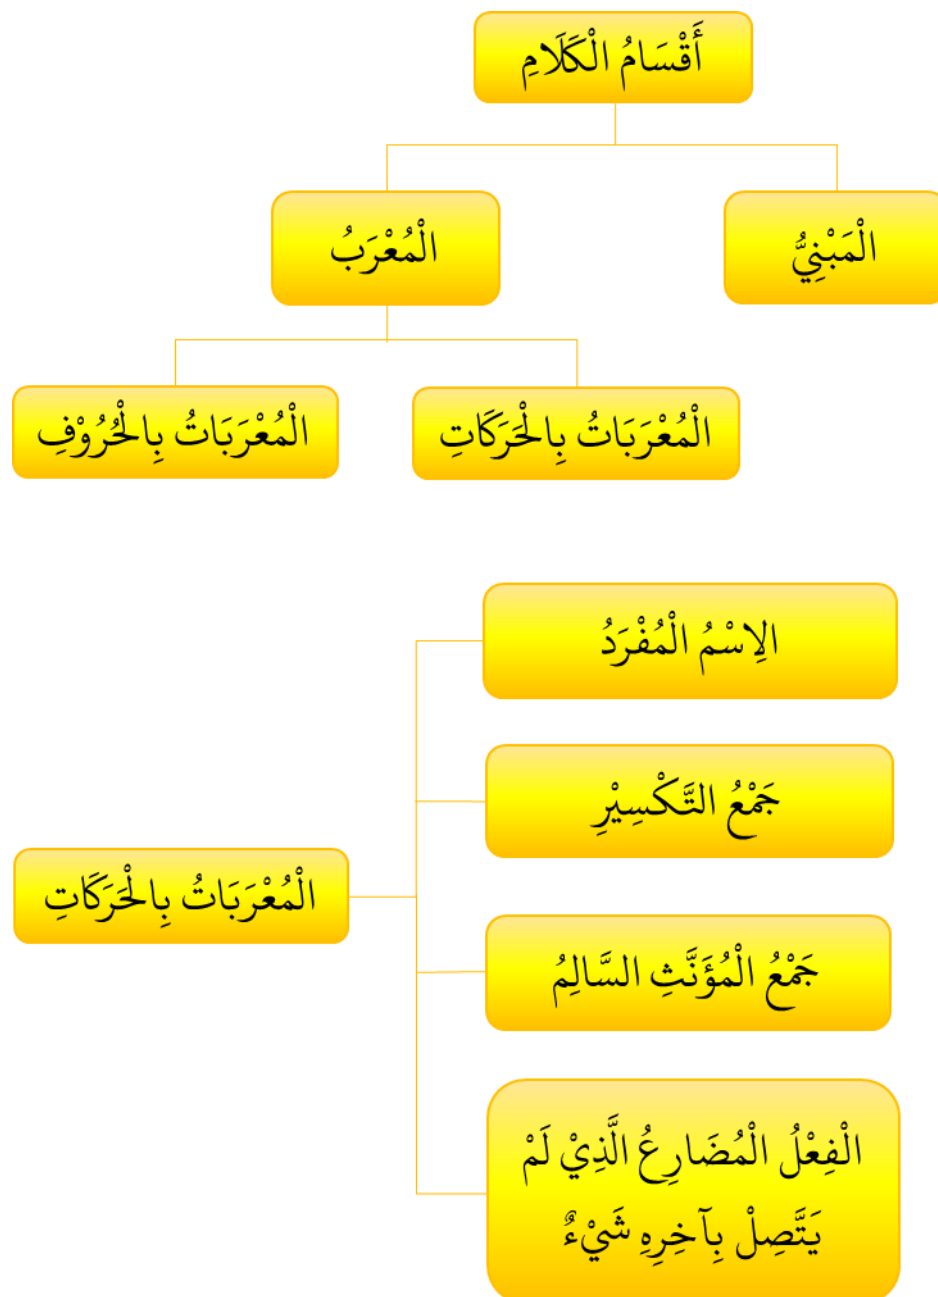 أَقْسَامُ الْكَلَامِ
الْمَبْنِيُّ
الْمُعْرَبُ
الْمُعْرَبَاتُ بِالْحَرَكَاتِ
الْمُعْرَبَاتُ بِالْحُرُوْفِ
الِاسْمُ الْمُفْرَدُ
جَمْعُ التَّكْسِيْرِ
الْمُعْرَبَاتُ بِالْحَرَكَاتِ
جَمْعُ الْمُؤَنَّثِ السَّالِمُ
الْفِعْلُ الْمُضَارِعُ الَّذِيْ لَمْ
يَتَّصِلْ بِآخِرِهِ شَيْءٌ